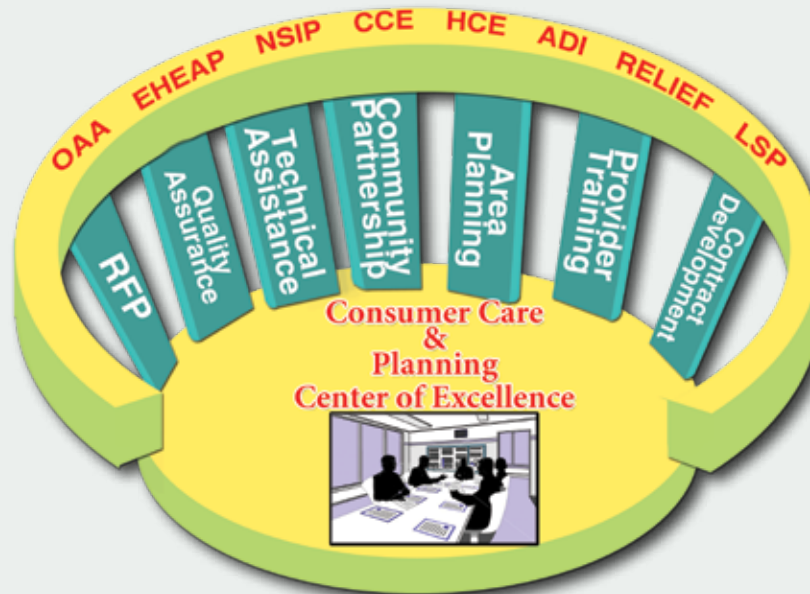 OAA EHEAP NSIP CCE HCE ADI RELIEF LSP
RFP
Quality
Assurance
Technical
Assistance
Community
Partnership
Area
Planning
Provider
Training
Contract
Development
Consumer Care
&
Planning
Center of Excellence